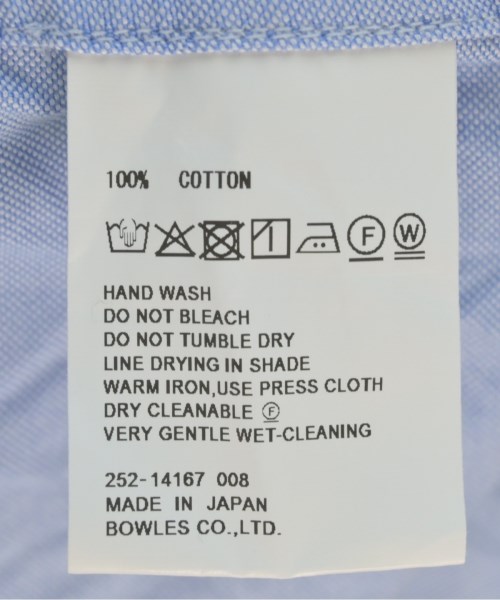 100% COTTON
F W
HAND WASH
DO NOT BLEACH
DO NOT TUMBLE DRY
LINE DRYING IN SHADE
WARM IRON,USE PRESS CLOTH
DRY CLEANABLE Ⓕ
VERY GENTLE WET-CLEANING
252-14167 008
MADE IN JAPAN
BOWLES CO.,LTD.